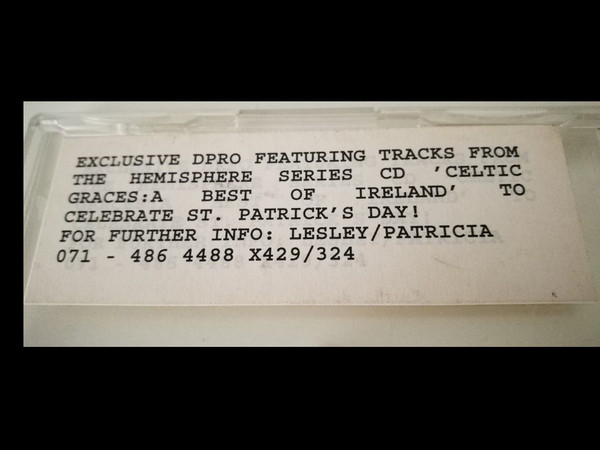 EXCLUSIVE DPRO FEATURING TRACKS FROM
THE HEMISPHERE SERIES CD 'CELTIC
GRACES:A BEST OF IRELAND' TO
CELEBRATE ST. PATRICK'S DAY!
FOR FURTHER INFO: LESLEY/PATRICIA
071 - 486 4488 X429/324